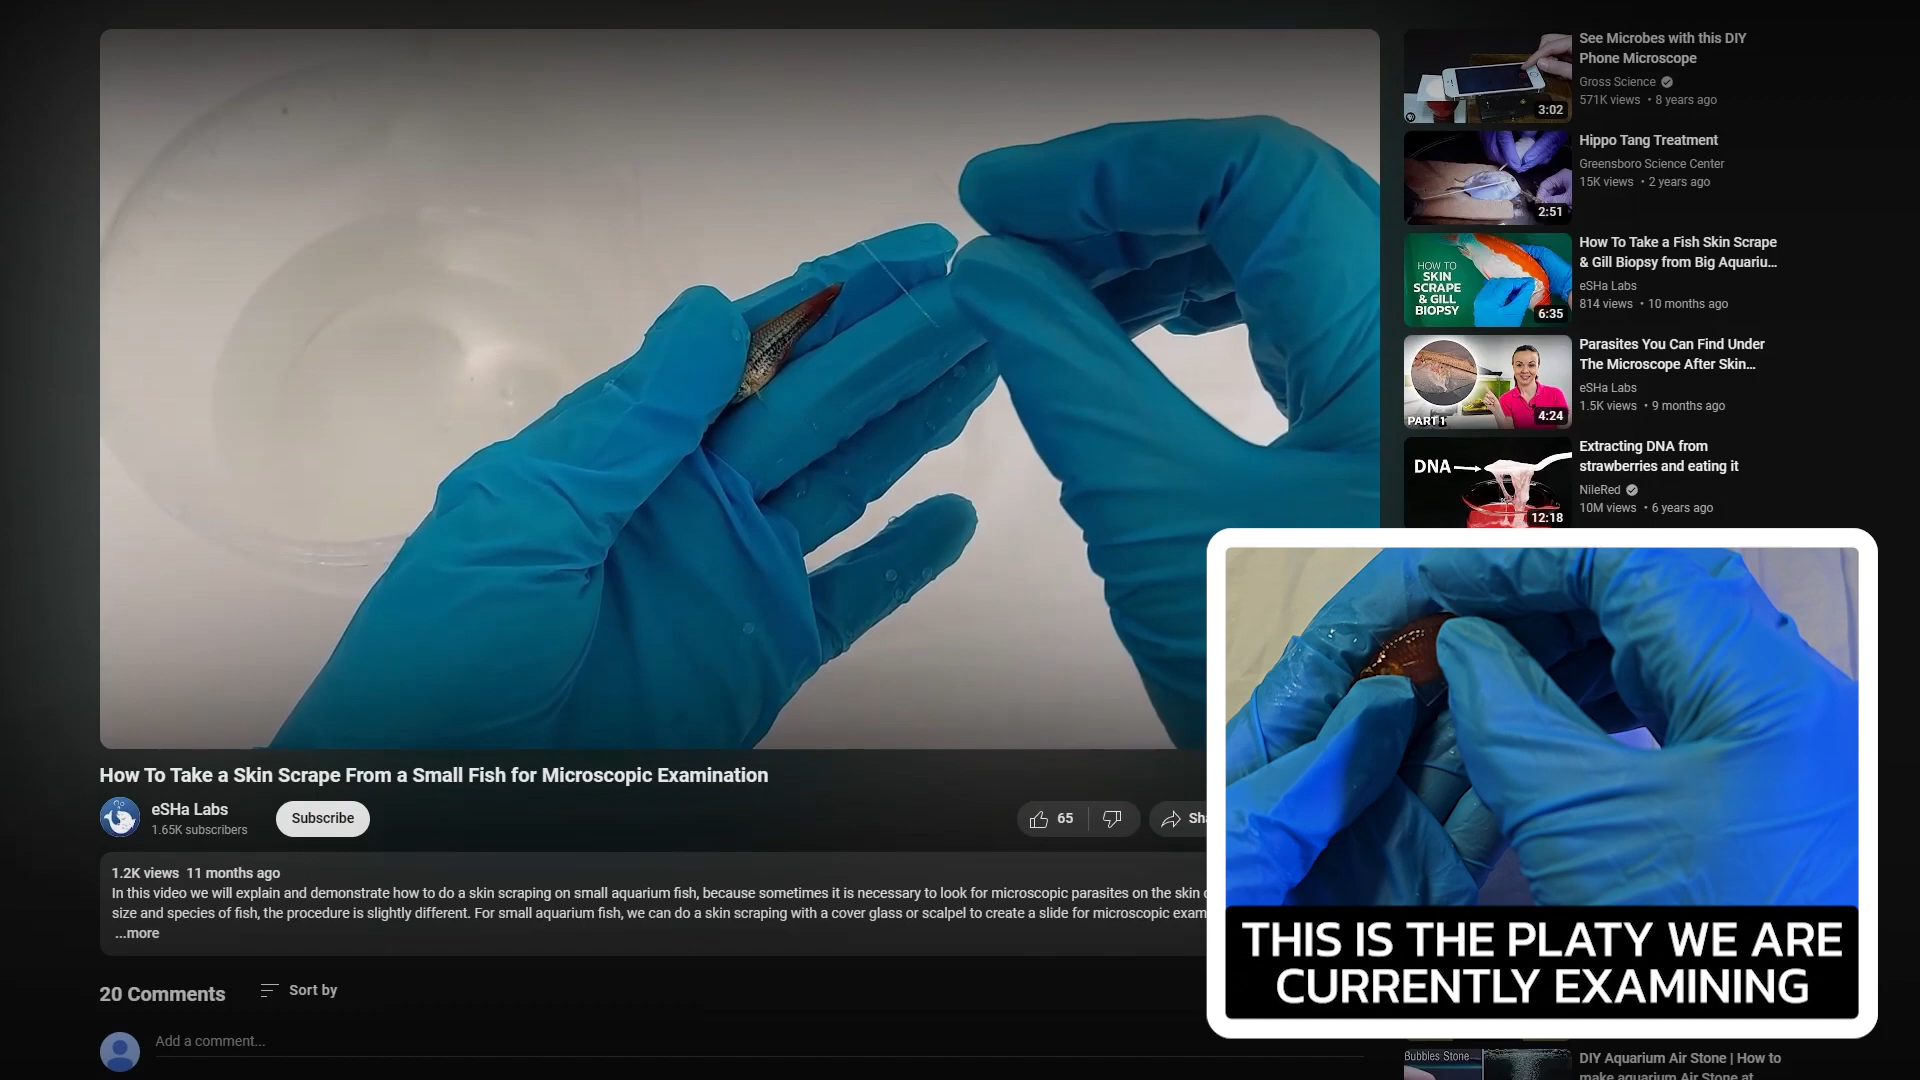 How To Take a Skin Scrape From a Small Fish for Microscopic Examination
eSHa Labs
1.65K subscribers
Subscribe
65
Sh
1.2K views 11 months ago
In this video we will explain and demonstrate how to do a skin scraping on small aquarium fish, because sometimes it is necessary to look for microscopic parasites on the skin
size and species of fish, the procedure is slightly different. For small aquarium fish, we can do a skin scraping with a cover glass or scalpel to create a slide for microscopic exam
...more
20 Comments
Sort by
Add a comment...
See Microbes with this DIY
Phone Microscope
Gross Science
571K views • 8 years ago
3:02
Hippo Tang Treatment
Greensboro Science Center
15K views • 2 years ago
2:51
HOW TO
SKIN
SCRAPE
& GILL
BIOPSY
6:35
How To Take a Fish Skin Scrape
& Gill Biopsy from Big Aquariu...
eSHa Labs
814 views • 10 months ago
PART 1
4:24
Parasites You Can Find Under
The Microscope After Skin...
eSHa Labs
1.5K views • 9 months ago
DNA
12:18
Extracting DNA from
strawberries and eating it
NileRed
10M views • 6 years ago
THIS IS THE PLATY WE ARE
CURRENTLY EXAMINING
Bubbles Stone
DIY Aquarium Air Stone | How to
make aquarium Air Stone at